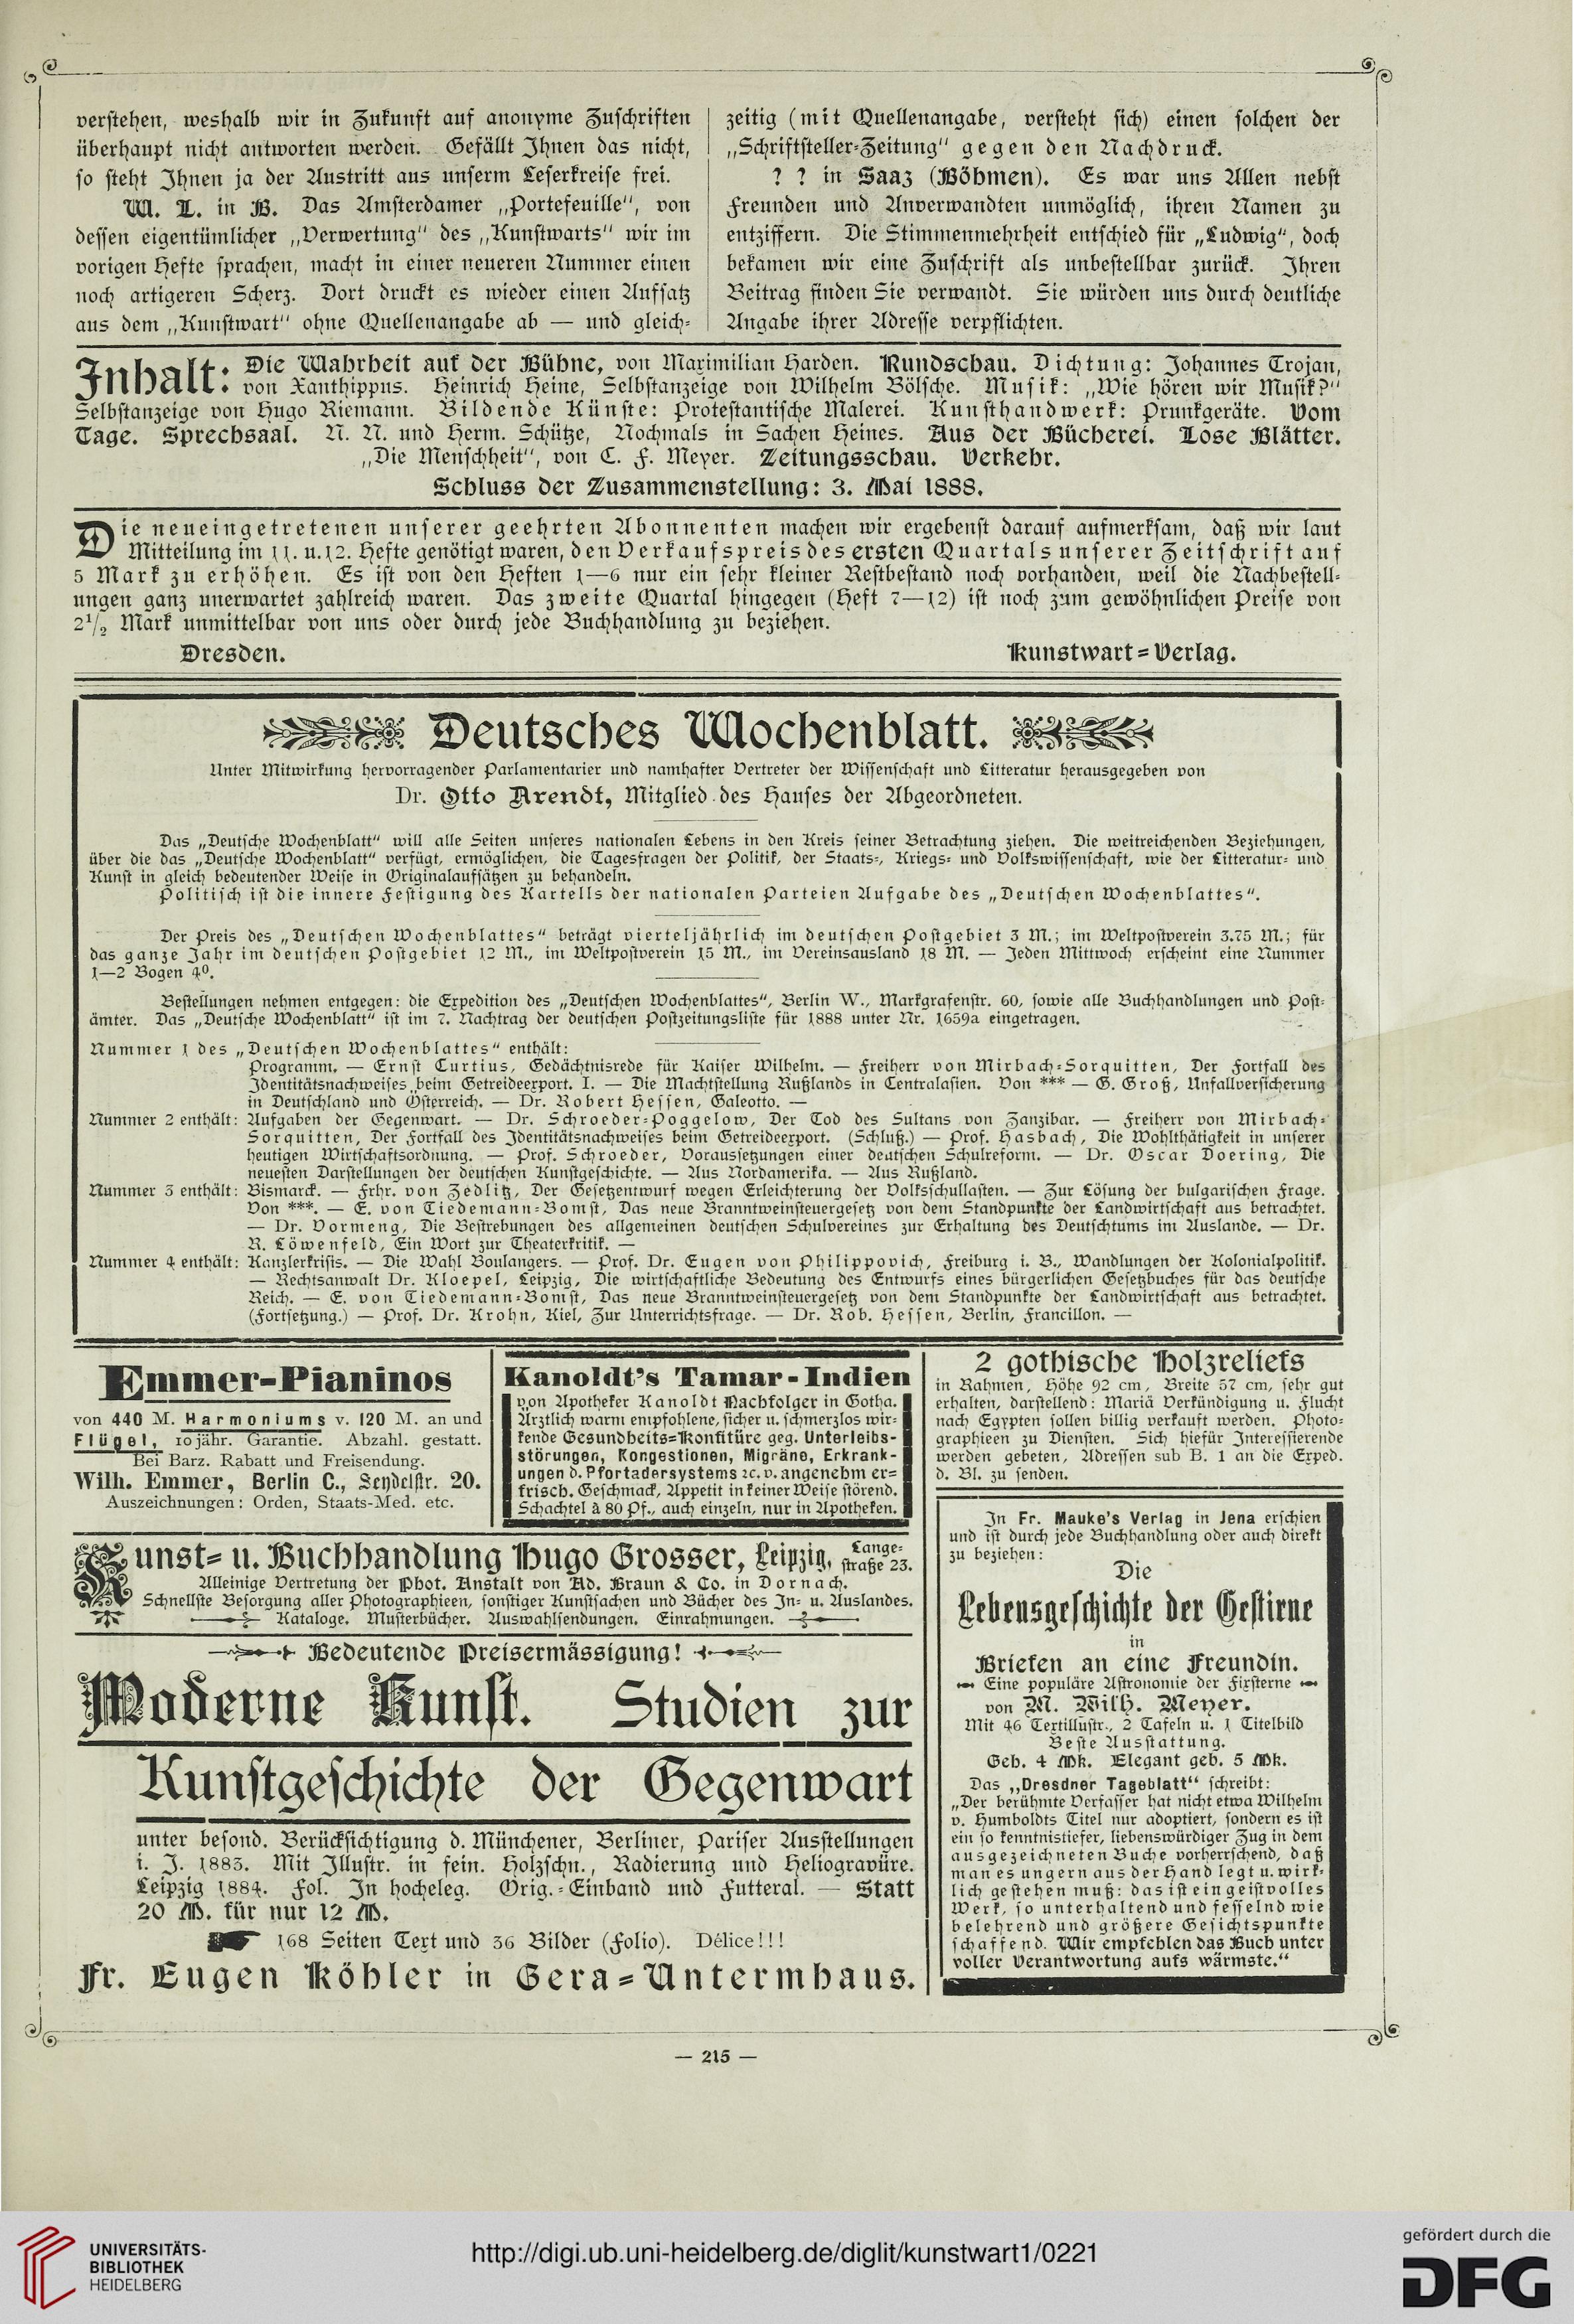 verstehen, weshalb wir in Zukunft auf anonyme Zuschriften
überhaupt nicht antworten werden. Gefällt Ihnen das nicht,
so steht Ihnen ja der Austritt aus unserm Leserkreise frei.
W. L. in B. Das Amsterdamer „Portefeuille“, von
dessen eigentümlicher „Verwertung“ des „Kunstwarts“ wir im
vorigen Hefte sprachen, macht in einer neueren Nummer einen
noch artigeren Scherz. Dort druckt es wieder einen Aufsatz
aus dem „Kunstwart“ ohne Quellenangabe ab — und gleich-
zeitig (mit Quellenangabe, versteht sich) einen solchen der
„Schriftsteller-Zeitung“ gegen den Nachdruck.
? ? in Saaz (Böhmen). Es war uns Allen nebst
Freunden und Anverwandten unmöglich, ihren Namen zu
entziffern. Die Stimmenmehrheit entschied für „Ludwig“, doch
bekamen wir eine Zuschrift als unbestellbar zurück. Ihren
Beitrag finden Sie verwandt. Sie würden uns durch deutliche
Angabe ihrer Adresse verpflichten.
Inhalt: Die Wahrheit auf der Bühne, von Maximilian Harden. Rundschau. Dichtung: Johannes Trojan,
von Xanthippus. Heinrich Heine, Selbstanzeige von Wilhelm Bölsche. Musik: „Wie hören wir Musik?“
Selbstanzeige von Hugo Riemann. Bildende Künste: Protestantische Malerei. Kunsthandwerk: Prunkgeräte. Vom
Tage. Sprechsaal. N. N. und Herm. Schütze, Nochmals in Sachen Heines. Aus der Bücherei. Lose Blätter.
„Die Menschheit“, von C. F. Meyer. Zeitungsschau. Verkehr.
Schluss der Zusammenstellung: 3. Mai 1888.
Die neueingetretenen unserer geehrten Abonnenten machen wir ergebenst darauf aufmerksam, daß wir laut
Mitteilung im 11. u. 12. Hefte genötigt waren, den Verkaufspreis des ersten Quartals unserer Zeitschrift auf
5 Mark zu erhöhen. Es ist von den Heften 1—6 nur ein sehr kleiner Restbestand noch vorhanden, weil die Nachbestell-
ungen ganz unerwartet zahlreich waren. Das zweite Quartal hingegen (Heft 7—12) ist noch zum gewöhnlichen Preise von
2½ Mark unmittelbar von uns oder durch jede Buchhandlung zu beziehen.
Dresden. Kunstwart=Verlag.
Deutsches Wochenblatt.
Unter Mitwirkung hervorragender Parlamentarier und namhafter Vertreter der Wissenschaft und Litteratur herausgegeben von
Dr. Otto Arendt, Mitglied des Hauses der Abgeordneten.
Das „Deutsche Wochenblatt“ will alle Seiten unseres nationalen Lebens in den Kreis seiner Betrachtung ziehen. Die weitreichenden Beziehungen,
über die das „Deutsche Wochenblatt“ verfügt, ermöglichen, die Tagesfragen der Politik, der Staats-, Kriegs- und Volkswissenschaft, wie der Litteratur- und
Kunst in gleich bedeutender Weise in Originalaufsätzen zu behandeln.
Politisch ist die innere Festigung des Kartells der nationalen Parteien Aufgabe des „Deutschen Wochenblattes“.
Der Preis des „Deutschen Wochenblattes“ beträgt vierteljährlich im deutschen Postgebiet 3 M.; im Weltpostverein 3.75 M.; für
das ganze Jahr im deutschen Postgebiet 12 M., im Weltpostverein 15 M., im Vereinsausland 18 M. — Jeden Mittwoch erscheint eine Nummer
1—2 Bogen 4⁰.
Bestellungen nehmen entgegen: die Expedition des „Deutschen Wochenblattes“, Berlin W., Markgrafenstr. 60, sowie alle Buchhandlungen und Post-
ämter. Das „Deutsche Wochenblatt“ ist im 7. Nachtrag der deutschen Postzeitungsliste für 1888 unter Nr. 1659a eingetragen.
Nummer 1 des „Deutschen Wochenblattes“ enthält:
Programm. — Ernst Curtius, Gedächtnisrede für Kaiser Wilhelm. — Freiherr von Mirbach-Sorquitten, Der Fortfall des
Identitätsnachweises beim Getreideexport. I. — Die Machtstellung Rußlands in Centralasien. Von *** — G. Groß, Unfallversicherung
in Deutschland und Österreich. — Dr. Robert Hessen, Galeotto. —
Nummer 2 enthält: Aufgaben der Gegenwart. — Dr. Schroeder-Poggelow, Der Tod des Sultans von Zanzibar. — Freiherr von Mirbach-
Sorquitten, Der Fortfall des Identitätsnachweises beim Getreideexport. (Schluß.) — Prof. Hasbach, Die Wohlthätigkeit in unserer
heutigen Wirtschaftsordnung. — Prof. Schroeder, Voraussetzungen einer deutschen Schulreform. — Dr. Oscar Doering, Die
neuesten Darstellungen der deutschen Kunstgeschichte. — Aus Nordamerika. — Aus Rußland.
Nummer 3 enthält: Bismarck. — Frhr. von Zedlitz, Der Gesetzentwurf wegen Erleichterung der Volksschullasten. — Zur Lösung der bulgarischen Frage.
Von ***. — E. von Tiedemann-Bomst, Das neue Branntweinsteuergesetz von dem Standpunkte der Landwirtschaft aus betrachtet.
— Dr. Vormeng, Die Bestrebungen des allgemeinen deutschen Schulvereines zur Erhaltung des Deutschtums im Auslande. — Dr.
R. Löwenfeld, Ein Wort zur Theaterkritik. —
Nummer 4 enthält: Kanzlerkrisis. — Die Wahl Boulangers. — Prof. Dr. Eugen von Philippovich, Freiburg i. B., Wandlungen der Kolonialpolitik.
— Rechtsanwalt Dr. Kloepel, Leipzig, Die wirtschaftliche Bedeutung des Entwurfs eines bürgerlichen Gesetzbuches für das deutsche
Reich. — E. von Tiedemann-Bomst, Das neue Branntweinsteuergesetz von dem Standpunkte der Landwirtschaft aus betrachtet.
(Fortsetzung.) — Prof. Dr. Krohn, Kiel, Zur Unterrichtsfrage. — Dr. Rob. Hessen, Berlin, Francillon. —
Emmer-Pianinos
von 440 M. Harmoniums v. 120 M. an und
Flügel, 10jähr. Garantie. Abzahl. gestatt.
Bei Barz. Rabatt und Freisendung.
Wilh. Emmer, Berlin C., Seydelstr. 20.
Auszeichnungen: Orden, Staats-Med. etc.
Kanoldt's Tamar-Indien
von Apotheker Kanoldt Nachfolger in Gotha.
Ärztlich warm empfohlene, sicher u. schmerzlos wir-
kende Gesundheits=Konfitüre geg. Unterleibs-
störungen, Kongestionen, Migräne, Erkrank-
ungen d. Pfortadersystems ꝛc. v. angenehm er=
frisch. Geschmack, Appetit in keiner Weise störend.
Schachtel à 80 Pf., auch einzeln, nur in Apotheken.
2 gothische Holzreliefs
in Rahmen, Höhe 92 cm, Breite 57 cm, sehr gut
erhalten, darstellend: Mariä Verkündigung u. Flucht
nach Egypten sollen billig verkauft werden. Photo-
graphieen zu Diensten. Sich hiefür Interessierende
werden gebeten, Adressen sub B. 1 an die Exped.
d. Bl. zu senden.
Kunst= u. Buchhandlung Hugo Grosser, Leipzig, Lange-
straße 23.
Alleinige Vertretung der Phot. Anstalt von Ad. Braun & Co. in Dornach.
Schnellste Besorgung aller Photographieen, sonstiger Kunstsachen und Bücher des In- u. Auslandes.
Kataloge. Musterbücher. Auswahlsendungen. Einrahmungen.
Bedeutende Preisermässigung!
Moderne Kunst. Studien zur
Kunstgeschichte der Gegenwart
unter besond. Berücksichtigung d. Münchener, Berliner, Pariser Ausstellungen
i. J. 1883. Mit Illustr. in fein. Holzschn., Radierung und Heliogravüre.
Leipzig 1884. Fol. In hocheleg. Orig.-Einband und Futteral. — Statt
20 M. für nur 12 M.
168 Seiten Text und 36 Bilder (Folio). Délice!!!
Fr. Eugen Köhler in Gera=Untermhaus.
In Fr. Mauke's Verlag in Jena erschien
und ist durch jede Buchhandlung oder auch direkt
zu beziehen:
Die
Lebensgeschichte der Gestirne
in
Briefen an eine Freundin.
Eine populäre Astronomie der Fixsterne
von M. Wilh. Meyer.
Mit 46 Textillustr., 2 Tafeln u. 1 Titelbild
Beste Ausstattung.
Geh. 4 Mk. Elegant geb. 5 Mk.
Das „Dresdner Tageblatt“ schreibt:
„Der berühmte Verfasser hat nicht etwa Wilhelm
v. Humboldts Titel nur adoptiert, sondern es ist
ein so kenntnistiefer, liebenswürdiger Zug in dem
ausgezeichneten Buche vorherrschend, daß
man es ungern aus der Hand legt u. wirk-
lich gestehen muß: das ist ein geistvolles
Werk, so unterhaltend und fesselnd wie
belehrend und größere Gesichtspunkte
schaffend. Wir empfehlen das Buch unter
voller Verantwortung aufs wärmste.“
— 215 —
UNIVERSITÄTS-
BIBLIOTHEK
HEIDELBERG
http://digi.ub.uni-heidelberg.de/diglit/kunstwart1/0221
gefördert durch die
DFG